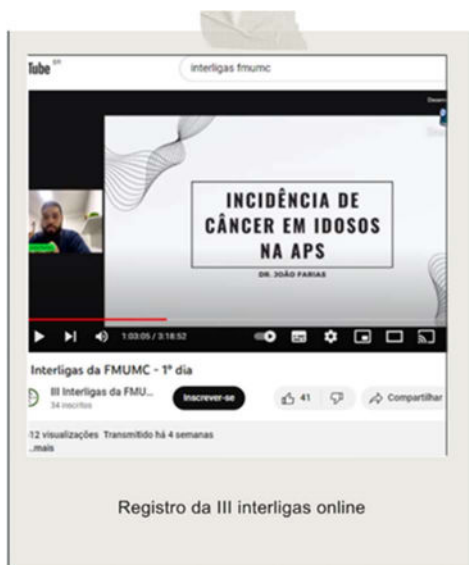 Tube BR
interligas fmumc
INCIDÊNCIA DE
CÂNCER EM IDOSOS
NA APS
DR. JOÃO FARIAS
1:03:05 / 3:18:52
Interligas da FMUMC - 1º dia
III Interligas da FMU...
34 inscritos
Inscrever-se
41
Compartilhar
12 visualizações Transmitido há 4 semanas
...mais
Registro da III interligas online